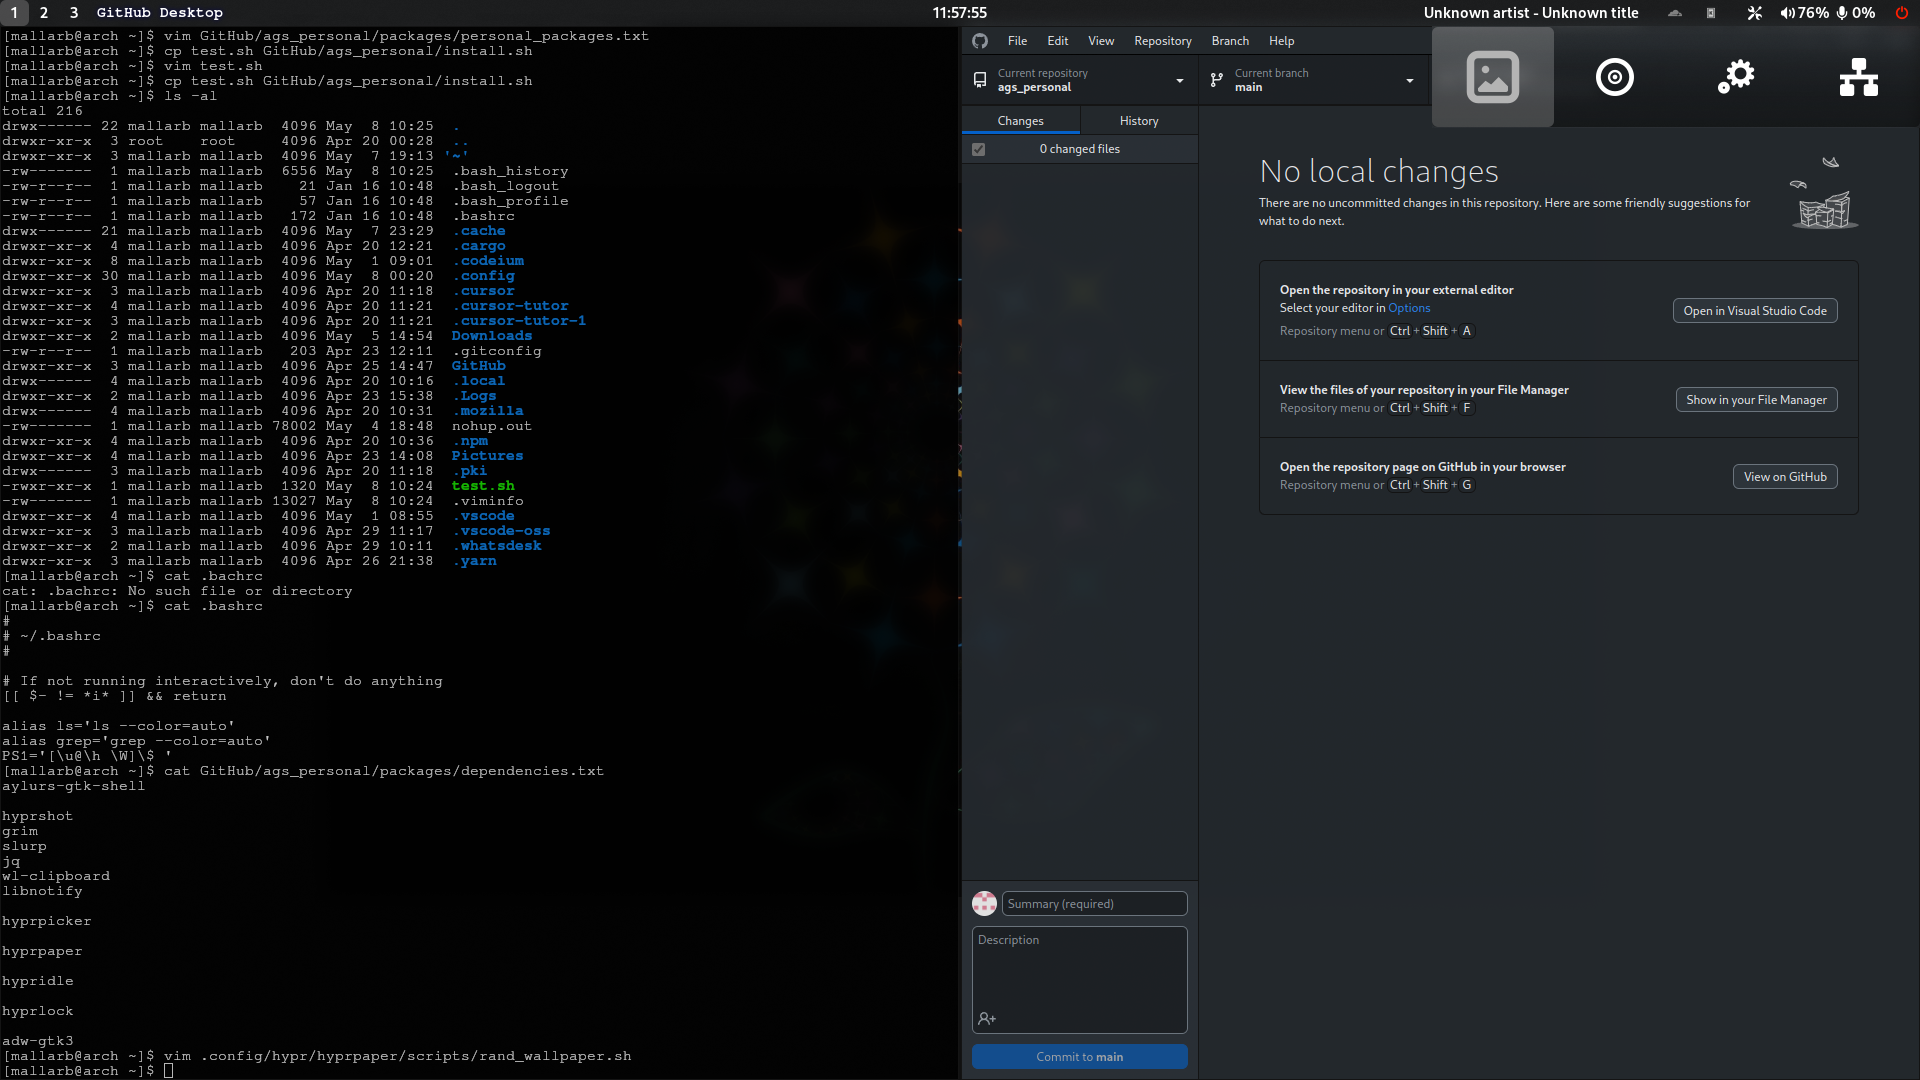 1 2 3 GitHub Desktop
11:57:55
Unknown artist - Unknown title
76% 0%
[mallarb@arch ~]$ vim GitHub/ags_personal/packages/personal_packages.txt
[mallarb@arch ~]$ cp test.sh GitHub/ags_personal/install.sh
[mallarb@arch ~]$ vim test.sh
[mallarb@arch ~]$ cp test.sh GitHub/ags_personal/install.sh
[mallarb@arch ~]$ ls -al
total 216
drwx------ 22 mallarb mallarb  4096 May  8 10:25  .
drwxr-xr-x  3 root    root     4096 Apr 20 00:28  ..
drwxr-xr-x  3 mallarb mallarb  4096 May  7 19:13 '~'
-rw-------  1 mallarb mallarb  6556 May  8 10:25  .bash_history
-rw-r--r--  1 mallarb mallarb    21 Jan 16 10:48  .bash_logout
-rw-r--r--  1 mallarb mallarb    57 Jan 16 10:48  .bash_profile
-rw-r--r--  1 mallarb mallarb   172 Jan 16 10:48  .bashrc
drwx------ 21 mallarb mallarb  4096 May  7 23:29  .cache
drwxr-xr-x  4 mallarb mallarb  4096 Apr 20 12:21  .cargo
drwxr-xr-x  8 mallarb mallarb  4096 May  1 09:01  .codeium
drwxr-xr-x 30 mallarb mallarb  4096 May  8 00:20  .config
drwxr-xr-x  3 mallarb mallarb  4096 Apr 20 11:18  .cursor
drwxr-xr-x  4 mallarb mallarb  4096 Apr 20 11:21  .cursor-tutor
drwxr-xr-x  3 mallarb mallarb  4096 Apr 20 11:21  .cursor-tutor-1
drwxr-xr-x  2 mallarb mallarb  4096 May  5 14:54  Downloads
-rw-r--r--  1 mallarb mallarb   203 Apr 23 12:11  .gitconfig
drwxr-xr-x  3 mallarb mallarb  4096 Apr 25 14:47  GitHub
drwx------  4 mallarb mallarb  4096 Apr 20 10:16  .local
drwxr-xr-x  2 mallarb mallarb  4096 Apr 23 15:38  .Logs
drwx------  4 mallarb mallarb  4096 Apr 20 10:31  .mozilla
-rw-------  1 mallarb mallarb 78002 May  4 18:48  nohup.out
drwxr-xr-x  4 mallarb mallarb  4096 Apr 20 10:36  .npm
drwxr-xr-x  4 mallarb mallarb  4096 Apr 23 14:08  Pictures
drwx------  3 mallarb mallarb  4096 Apr 20 11:18  .pki
-rwxr-xr-x  1 mallarb mallarb  1320 May  8 10:24  test.sh
-rw-------  1 mallarb mallarb 13027 May  8 10:24  .viminfo
drwxr-xr-x  4 mallarb mallarb  4096 May  1 08:55  .vscode
drwxr-xr-x  3 mallarb mallarb  4096 Apr 29 11:17  .vscode-oss
drwxr-xr-x  2 mallarb mallarb  4096 Apr 29 10:11  .whatsdesk
drwxr-xr-x  3 mallarb mallarb  4096 Apr 26 21:38  .yarn
[mallarb@arch ~]$ cat .bachrc
cat: .bachrc: No such file or directory
[mallarb@arch ~]$ cat .bashrc
#
# ~/.bashrc
#
# If not running interactively, don't do anything
[[ $- != *i* ]] && return
alias ls='ls --color=auto'
alias grep='grep --color=auto'
PS1='[\u@\h \W]\$ '
[mallarb@arch ~]$ cat GitHub/ags_personal/packages/dependencies.txt
aylurs-gtk-shell
hyprshot
grim
slurp
jq
wl-clipboard
libnotify
hyprpicker
hyprpaper
hypridle
hyprlock
adw-gtk3
[mallarb@arch ~]$ vim .config/hypr/hyprpaper/scripts/rand_wallpaper.sh
[mallarb@arch ~]$
File Edit View Repository Branch Help
Current repository
ags_personal
Current branch
main
Changes History
0 changed files
No local changes
There are no uncommitted changes in this repository. Here are some friendly suggestions for
what to do next.
Open the repository in your external editor
Select your editor in Options
Repository menu or Ctrl + Shift + A
Open in Visual Studio Code
View the files of your repository in your File Manager
Repository menu or Ctrl + Shift + F
Show in your File Manager
Open the repository page on GitHub in your browser
Repository menu or Ctrl + Shift + G
View on GitHub
Summary (required)
Description
Commit to main